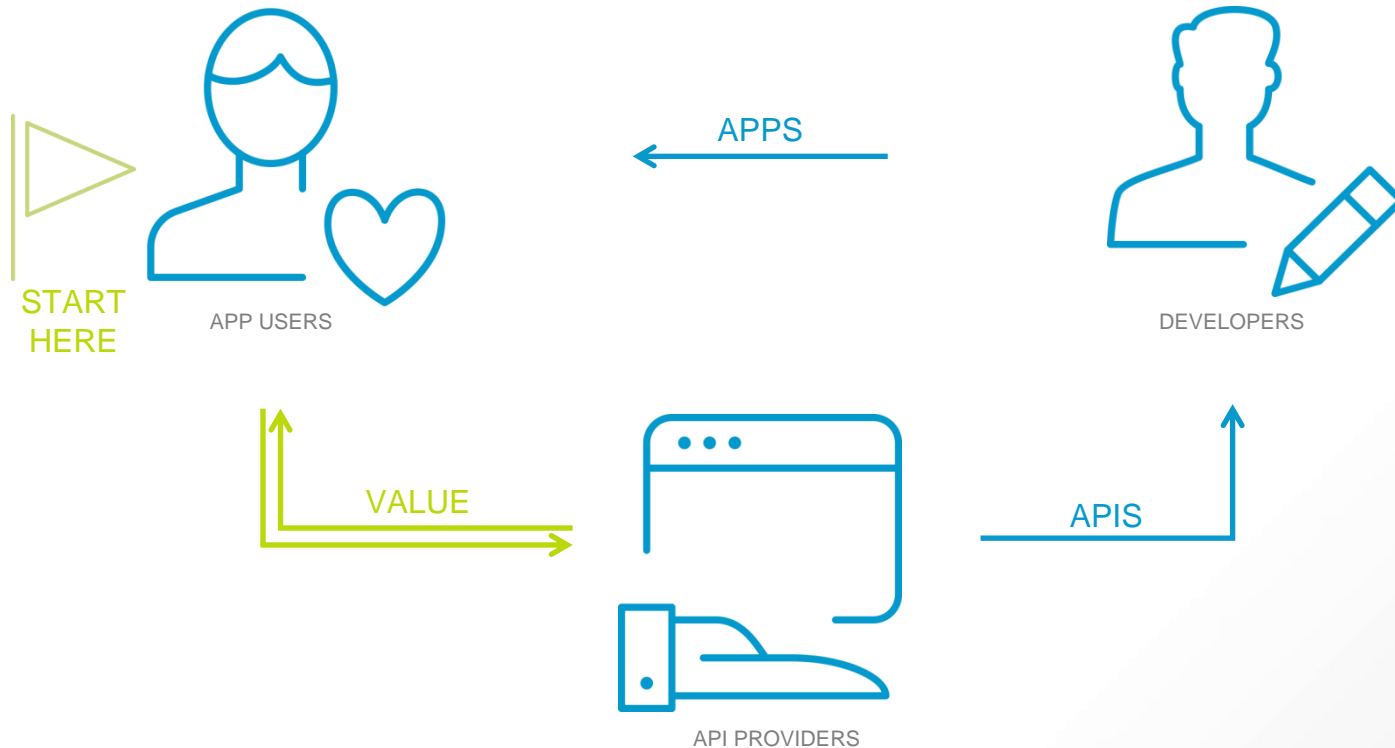 APPS
START
HERE
APP USERS
DEVELOPERS
VALUE
APIS
API PROVIDERS